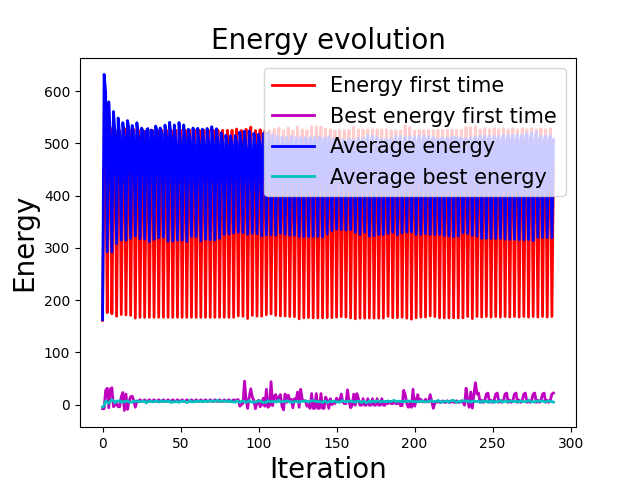 Energy evolution
Energy
600
500
400
300
200
100
0
Energy first time
Best energy first time
Average energy
Average best energy
0 50 100 150 200 250 300
Iteration